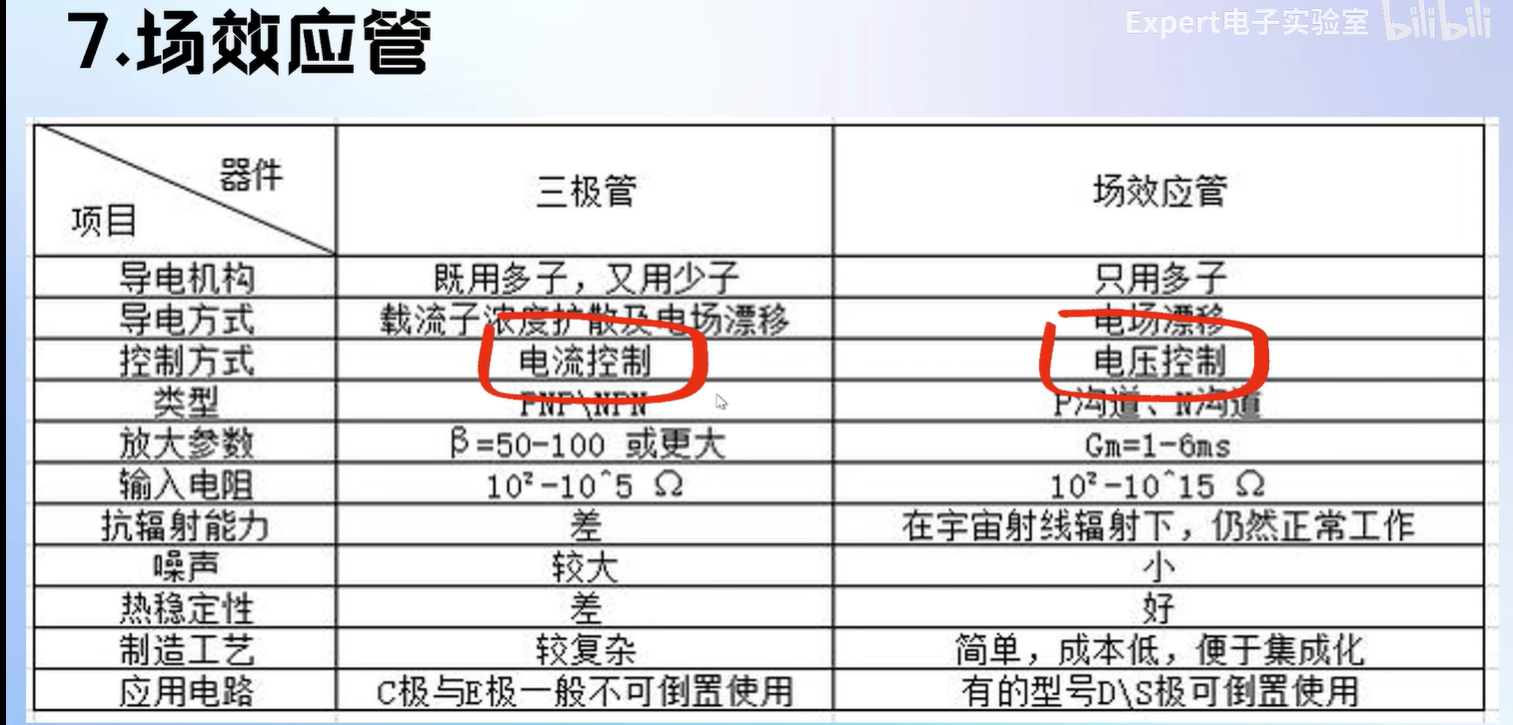 7.场效应管
Expert电子实验室 bilibili
器件
项目
三极管
场效应管
导电机构 既用多子，又用少子 只用多子
导电方式 载流子浓度扩散及电场漂移 电场漂移
控制方式 电流控制 电压控制
类型 PNP\NPN P沟道、N沟道
放大参数 β=50-100 或更大 Gm=1-6ms
输入电阻 10²-10^5 Ω 10²-10^15 Ω
抗辐射能力 差 在宇宙射线辐射下，仍然正常工作
噪声 较大 小
热稳定性 差 好
制造工艺 较复杂 简单，成本低，便于集成化
应用电路 C极与E极一般不可倒置使用 有的型号D\S极可倒置使用